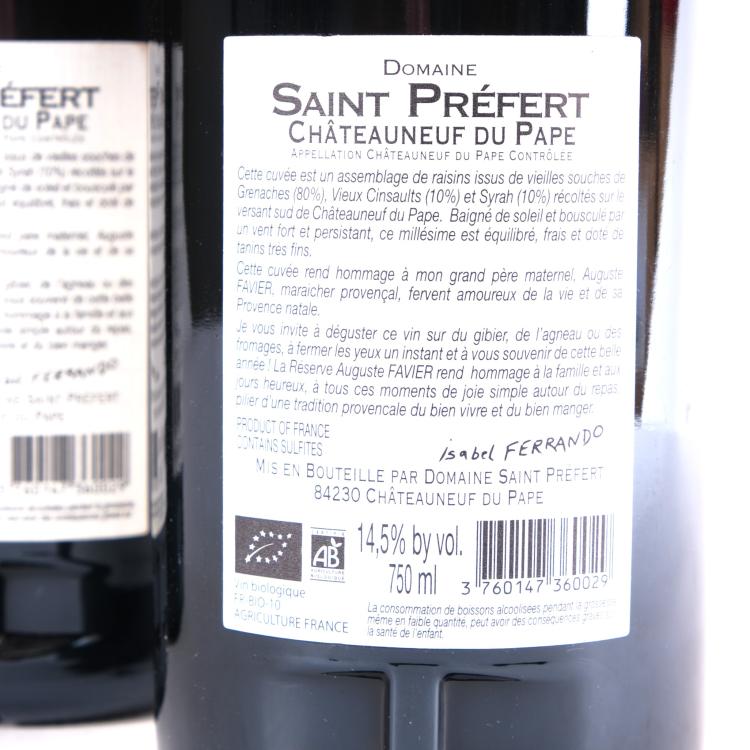 DOMAINE
SAINT PRÉFERT
CHÂTEAUNEUF DU PAPE
APPELLATION CHÂTEAUNEUF DU PAPE CONTRÔLÉE
Cette cuvée est un assemblage de raisins issus de vieilles souches de
Grenaches (80%), Vieux Cinsaults (10%) et Syrah (10%) récoltés sur le
versant sud de Châteauneuf du Pape. Baigné de soleil et bousculé par
un vent fort et persistant, ce millésime est équilibré, frais et doté de
tanins tres fins.
Cette cuvée rend hommage à mon grand père maternel, Auguste
FAVIER, maraicher provençal, fervent amoureux de la vie et de sa
Provence natale.
Je vous invite à déguster ce vin sur du gibier, de l'agneau ou des
fromages, à fermer les yeux un instant et à vous souvenir de cette belle
année ! La Réserve Auguste FAVIER rend hommage à la famille et aux
jours heureux, à tous ces moments de joie simple autour du repas,
pilier d'une tradition provencale du bien vivre et du bien manger.
PRODUCT OF FRANCE
CONTAINS SULFITES
isabel FERRANDO
MIS EN BOUTEILLE PAR DOMAINE SAINT PRÉFERT
84230 CHÂTEAUNEUF DU PAPE
AB
AGRICULTURE
BIOLOGIQUE
14,5% by vol.
750 ml
3 760147 360029
Vin biologique
FR-BIO-10
AGRICULTURE FRANCE
La consommation de boissons alcoolisées pendant la grossesse,
même en faible quantité, peut avoir des conséquences graves sur
la santé de l'enfant.
ÉFERT
DU PAPE